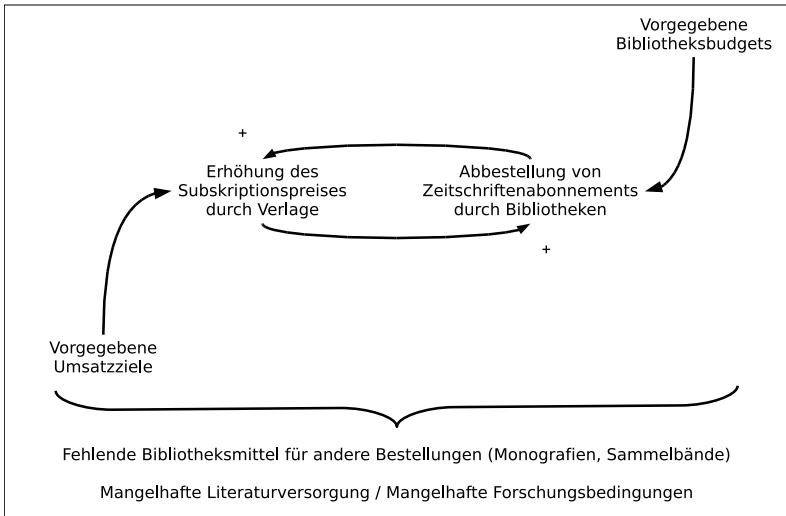 Vorgegebene
Bibliotheksbudgets
+
Erhöhung des
Subskriptionspreises
durch Verlage
Abbestellung von
Zeitschriftenabonnements
durch Bibliotheken
+
Vorgegebene
Umsatzziele
Fehlende Bibliotheksmittel für andere Bestellungen (Monografien, Sammelbände)
Mangelhafte Literaturversorgung / Mangelhafte Forschungsbedingungen